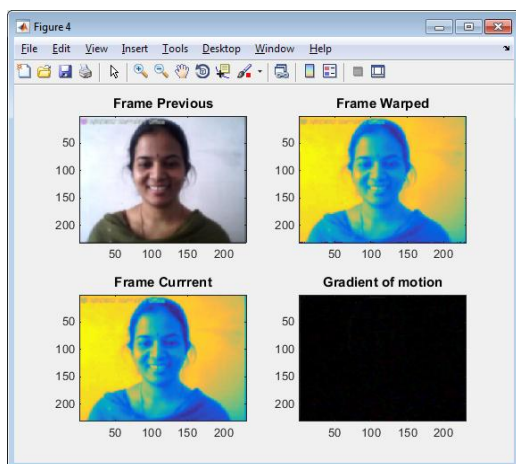 Figure 4
File Edit View Insert Tools Desktop Window Help
Frame Previous
50
100
150
200
50 100 150 200
Frame Warped
50
100
150
200
50 100 150 200
Frame Currrent
50
100
150
200
50 100 150 200
Gradient of motion
50
100
150
200
50 100 150 200